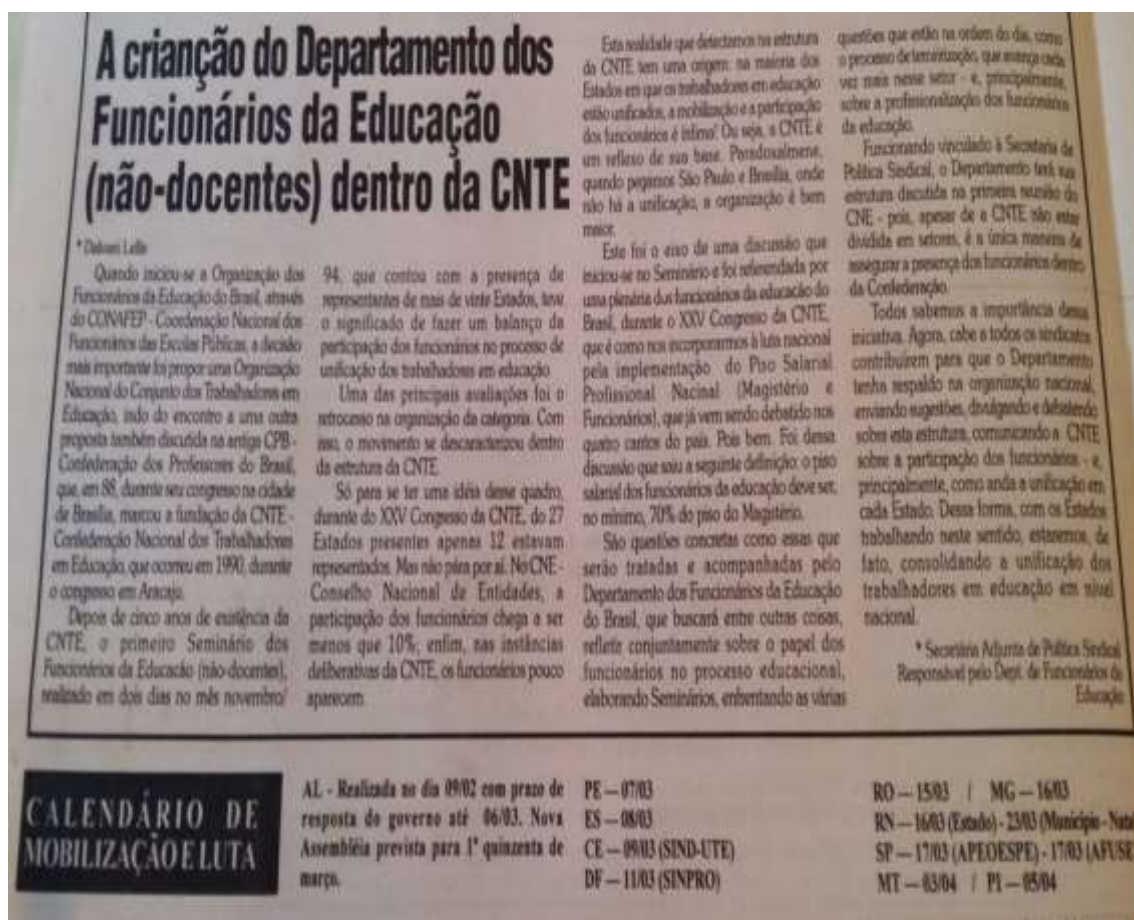 A crianção do Departamento dos
Funcionários da Educação
(não-docentes) dentro da CNTE
Quando iniciou-se a Organização dos
Funcionários da Educação do Brasil, através
do CONAFEP - Coordenação Nacional dos
Funcionários das Escolas Públicas, a decisão
mais importante foi propor uma Organização
Nacional do Conjunto dos Trabalhadores em
Educação, indo do encontro a uma outra
proposta também discutida na antiga CPB -
Confederação dos Professores do Brasil,
que, em 88, durante seu congresso na cidade
de Brasília, marcou a fundação da CNTE -
Confederação Nacional dos Trabalhadores
em Educação, que ocorreu em 1990, durante
o congresso em Aracaju.
Depois de cinco anos de existência da
CNTE, o primeiro Seminário dos
Funcionários da Educação (não-docentes),
realizado em dois dias no mês novembro/
94, que contou com a presença de
representantes de mais de vinte Estados, teve
o significado de fazer um balanço da
participação dos funcionários no processo de
unificação dos trabalhadores em educação
Uma das principais avaliações foi o
retrocesso na organização da categoria. Com
isso, o movimento se descaracterizou dentro
da estrutura da CNTE.
Só para se ter uma idéia desse quadro,
durante do XXV Congresso da CNTE, do 27
Estados presentes apenas 12 estavam
representados. Mas não pára por aí. No CNE -
Conselho Nacional de Entidades, a
participação dos funcionários chega a ser
menos que 10%; enfim, nas instâncias
deliberativas da CNTE, os funcionários pouco
aparecem.
Esta realidade que detectamos na estrutura
da CNTE tem uma origem: na maioria dos
Estados em que os trabalhadores em educação
estão unificados, a mobilização e a participação
dos funcionários é ínfima! Ou seja, a CNTE é
um reflexo de sua base. Paradoxalmene,
quando pegamos São Paulo e Brasília, onde
não há a unificação, a organização é bem
maior.
Este foi o eixo de uma discussão que
iniciou-se no Seminário e foi referendada por
uma plenária dus funcionários da educação do
Brasil, durante o XXV Congresso da CNTE,
que é como nos incorporarmos à luta nacional
pela implementação do Piso Salarial
Profissional Nacinal (Magistério e
Funcionários), que já vem sendo debatido nos
quatro cantos do país. Pois bem. Foi dessa
discussão que saiu a seguinte definição: o piso
salarial dos funcionários da educação deve ser,
no mínimo, 70% do piso do Magistério.
São questões concretas como essas que
serão tratadas e acompanhadas pelo
Departamento dos Funcionários da Educação
do Brasil, que buscará entre outras coisas,
refletir conjuntamente sobre o papel dos
funcionários no processo educacional,
elaborando Seminários, enfrentando as várias
questões que estão na ordem do dia, como
o processo de terceirização, que avança cada
vez mais nesse setor - e, principalmente,
sobre a profissionalização dos funcionários
da educação.
Funcionando vinculado à Secretaria de
Política Sindical, o Departamento terá sua
estrutura discutida na primeira reunião do
CNE - pois, apesar de a CNTE não estar
dividida em setores, é a única maneira de
assegurar a presença dos funcionários dentro
da Confederação.
Todos sabemos a importância dessa
iniciativa. Agora, cabe a todos os sindicatos
contribuírem para que o Departamento
tenha respaldo na organização nacional,
enviando sugestões, divulgando e debatendo
sobre esta estrutura, comunicando a CNTE
sobre a participação dos funcionários - e,
principalmente, como anda a unificação em
cada Estado. Dessa forma, com os Estados
trabalhando neste sentido, estaremos, de
fato, consolidando a unificação dos
trabalhadores em educação em nível
nacional.
* Secretária Adjunta de Política Sindical
Responsável pelo Dept. de Funcionários da
Educação
CALENDÁRIO DE
MOBILIZAÇÃO E LUTA
AL - Realizada no dia 09/02 com prazo de
resposta do governo até 06/03. Nova
Assembléia prevista para 1ª quinzena de
março.
PE — 07/03
ES — 08/03
CE — 09/03 (SIND-UTE)
DF — 11/03 (SINPRO)
RO — 15/03 / MG — 16/03
RN — 16/03 (Estado) - 23/03 (Município - Natal
SP — 17/03 (APEOESPE) - 17/03 (AFUSE
MT — 03/04 / PI — 05/04